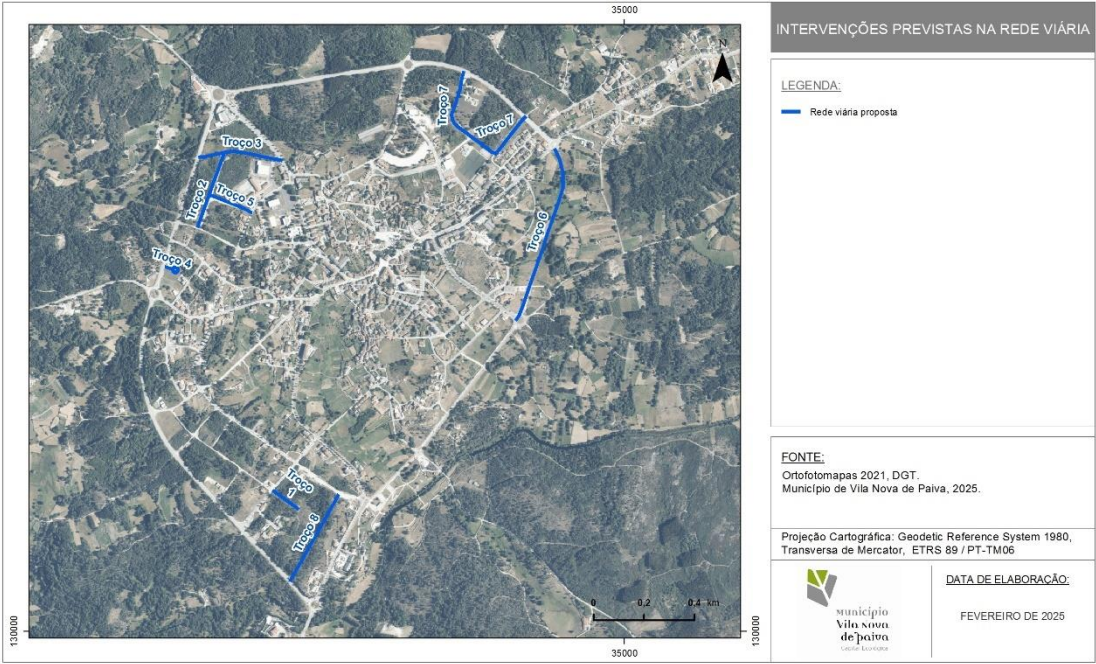 35000
INTERVENÇÕES PREVISTAS NA REDE VIÁRIA
N
LEGENDA:
Rede viária proposta
Troço 7
Troço 7
Troço 3
Troço 2
Troço 5
Troço 6
Troço 4
Troço
1
Troço 8
0 0,2 0,4 km
130000
130000
35000
FONTE:
Ortofotomapas 2021, DGT.
Município de Vila Nova de Paiva, 2025.
Projeção Cartográfica: Geodetic Reference System 1980,
Transversa de Mercator, ETRS 89 / PT-TM06
Município
Vila Nova
de Paiva
Capital Ecológica
DATA DE ELABORAÇÃO:
FEVEREIRO DE 2025